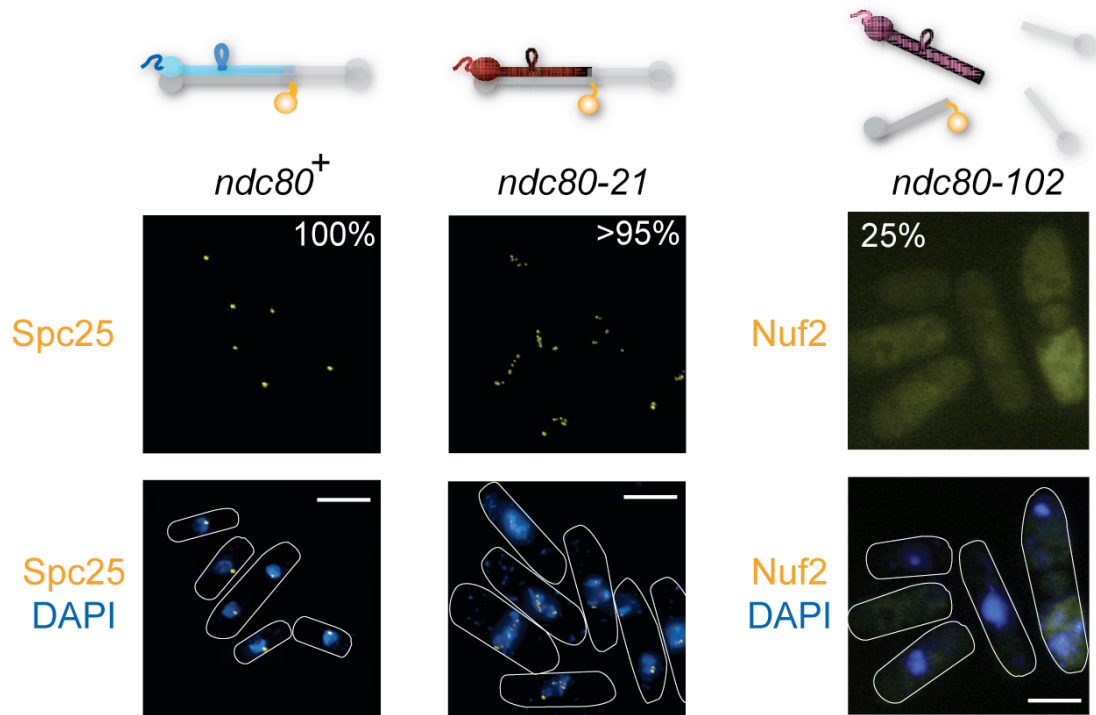 ndc80+
ndc80-21
ndc80-102
100%
>95%
25%
Spc25
Nuf2
Spc25
DAPI
Nuf2
DAPI